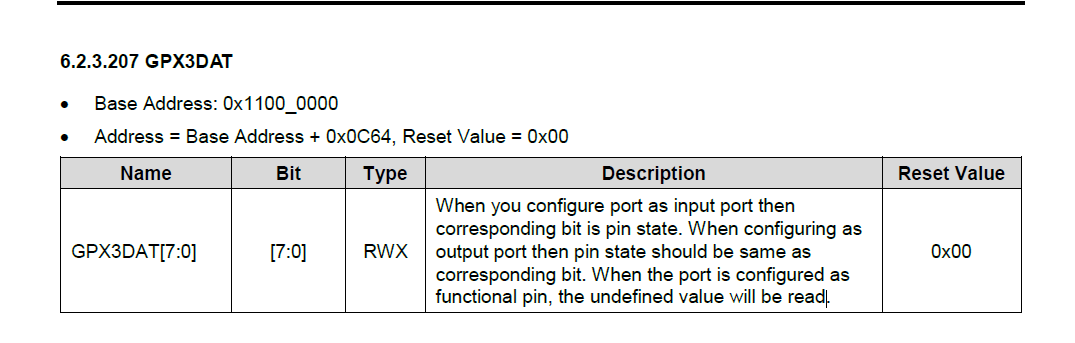 6.2.3.207 GPX3DAT
• Base Address: 0x1100_0000
• Address = Base Address + 0x0C64, Reset Value = 0x00
Name Bit Type Description Reset Value
GPX3DAT[7:0] [7:0] RWX When you configure port as input port then
corresponding bit is pin state. When configuring as
output port then pin state should be same as
corresponding bit. When the port is configured as
functional pin, the undefined value will be read. 0x00